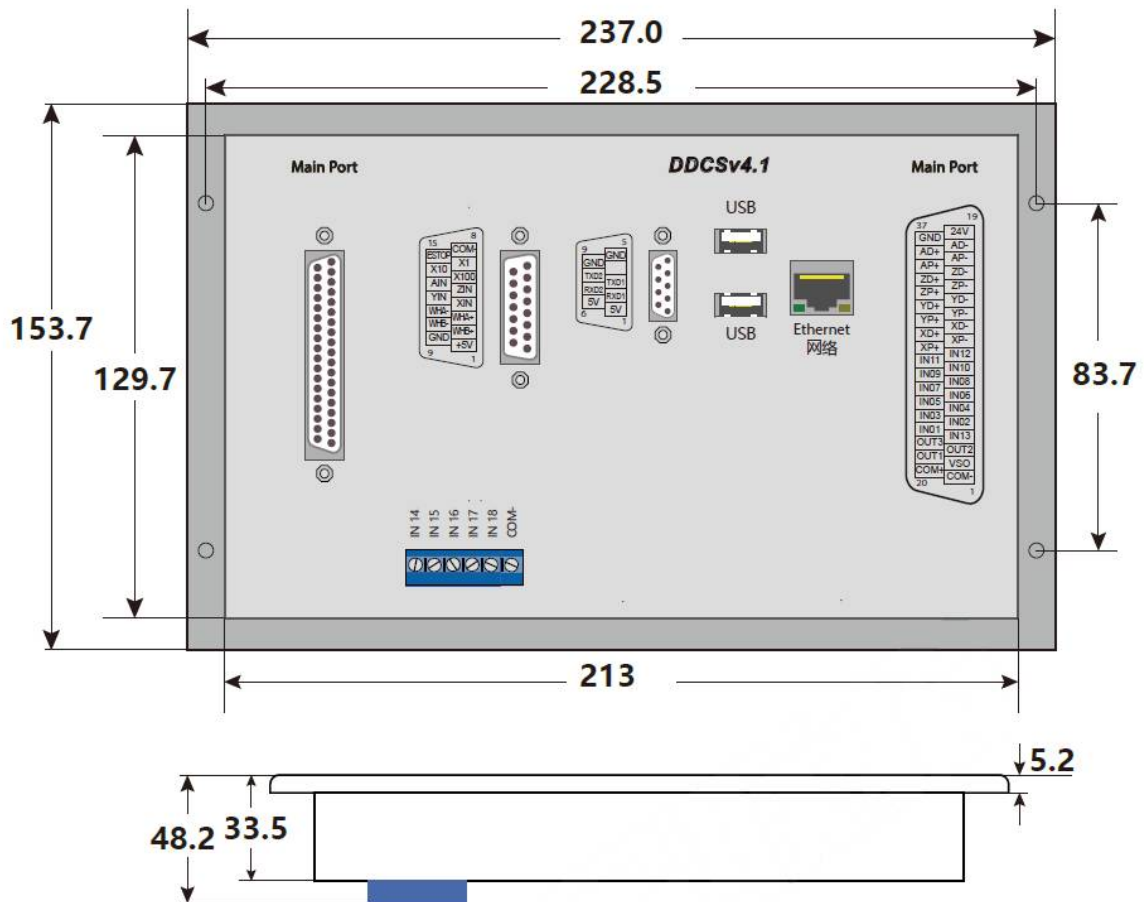 237.0
228.5
Main Port
DDCSv4.1
Main Port
USB
15
8
ESTOP COM-
X10 X1
AIN X100
YIN ZIN
WHA- XIN
WHB- WHA+
GND WHB+
+5V
9
1
9
5
GND GND
TXD2
RXD2 TXD1
5V RXD1
5V
6
1
USB
Ethernet
网络
37
19
GND 24V
AD+ AD-
AP+ AP-
ZD+ ZD-
ZP+ ZP-
YD+ YD-
YP+ YP-
XD+ XD-
XP+ XP-
IN11 IN12
IN09 IN10
IN07 IN08
IN05 IN06
IN03 IN04
IN01 IN02
OUT3 IN13
OUT1 OUT2
COM+ VSO
COM-
20
1
153.7
129.7
83.7
IN 14
IN 15
IN 16
IN 17
IN 18
COM-
213
5.2
48.2
33.5